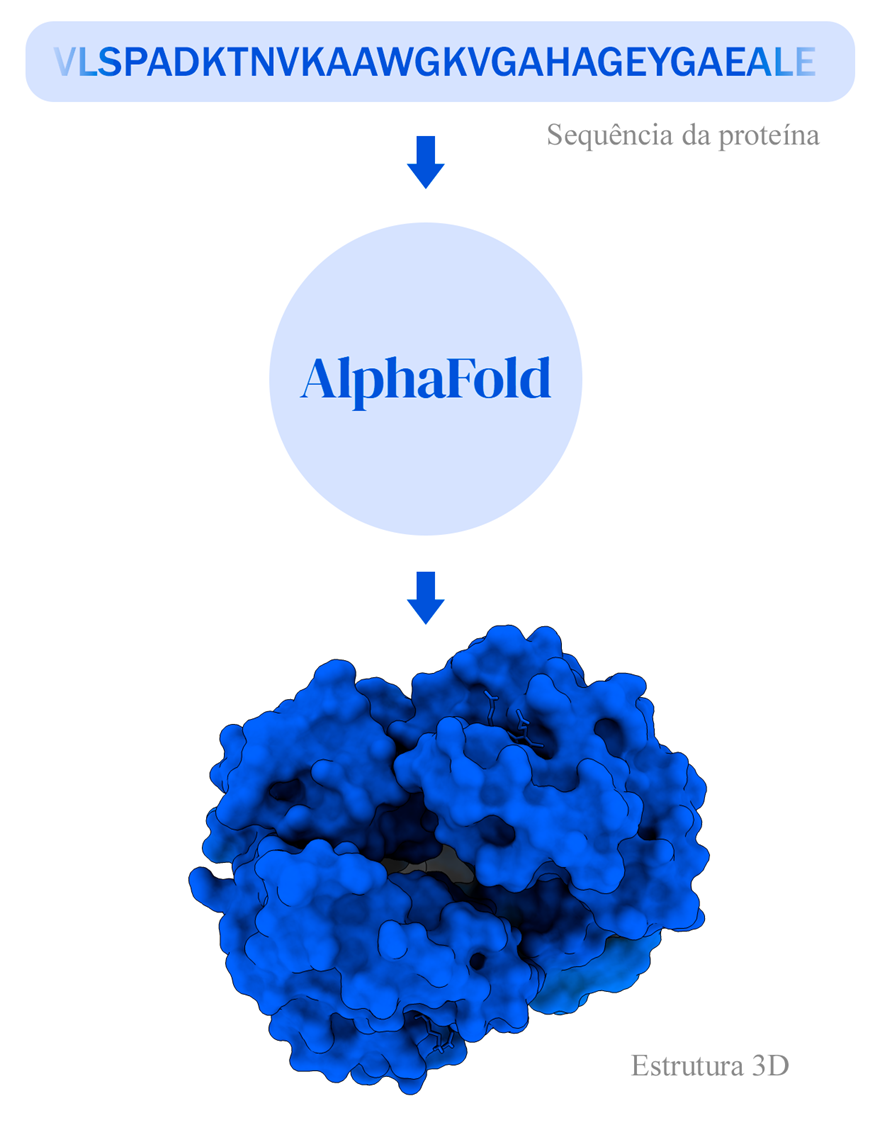 VLSPADKTNVKAAWGKVGAHAGEYGAEALE
Sequência da proteína
AlphaFold
Estrutura 3D